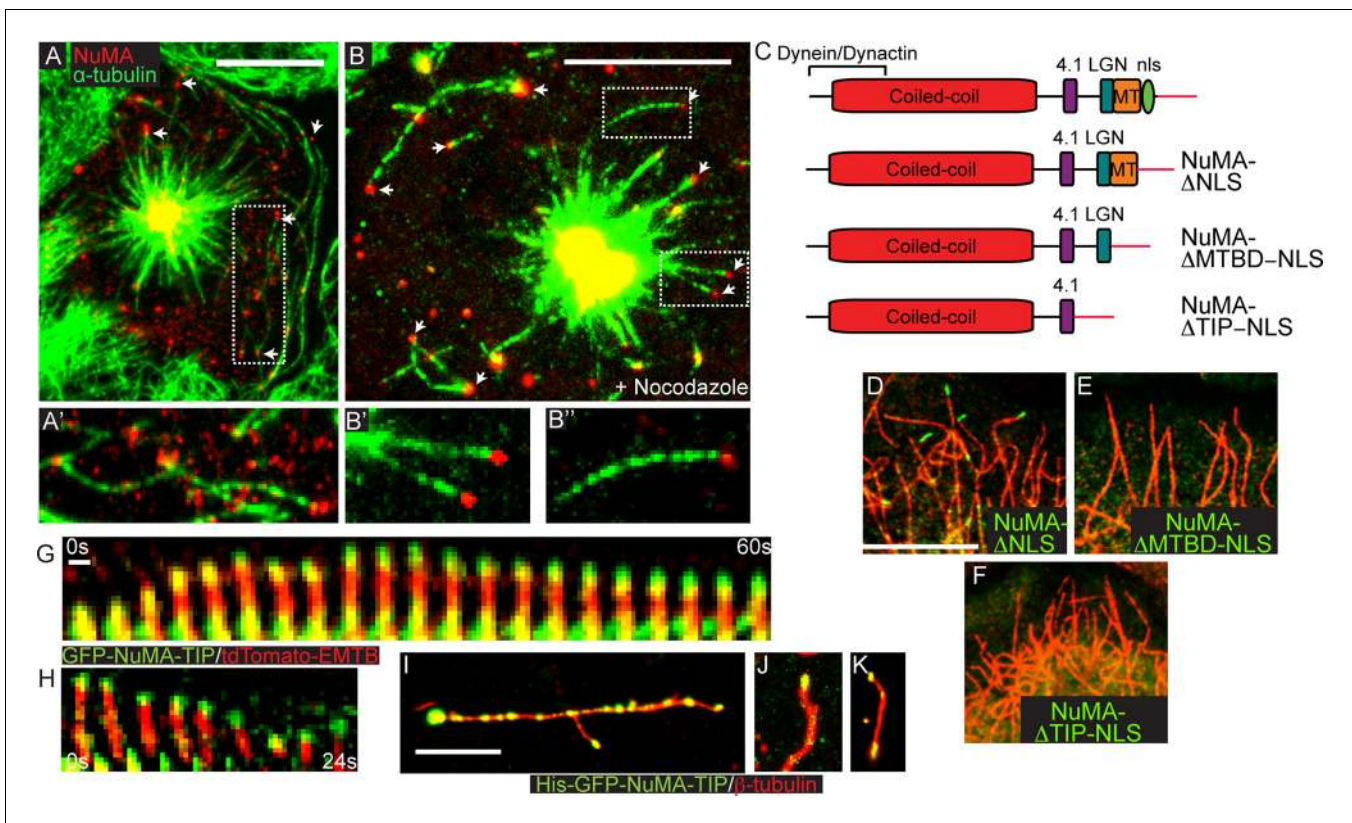 A
NuMA
α-tubulin
B
+ Nocodazole
A'
B'
B''
C
Dynein/Dynactin
4.1 LGN nls
Coiled-coil
MT
4.1 LGN
Coiled-coil
MT
NuMA-
ΔNLS
4.1 LGN
Coiled-coil
NuMA-
ΔMTBD–NLS
4.1
Coiled-coil
NuMA-
ΔTIP–NLS
D
NuMA-
ΔNLS
E
NuMA-
ΔMTBD-NLS
F
NuMA-
ΔTIP-NLS
G
0s
60s
GFP-NuMA-TIP/tdTomato-EMTB
H
0s
24s
I
J
K
His-GFP-NuMA-TIP/β-tubulin